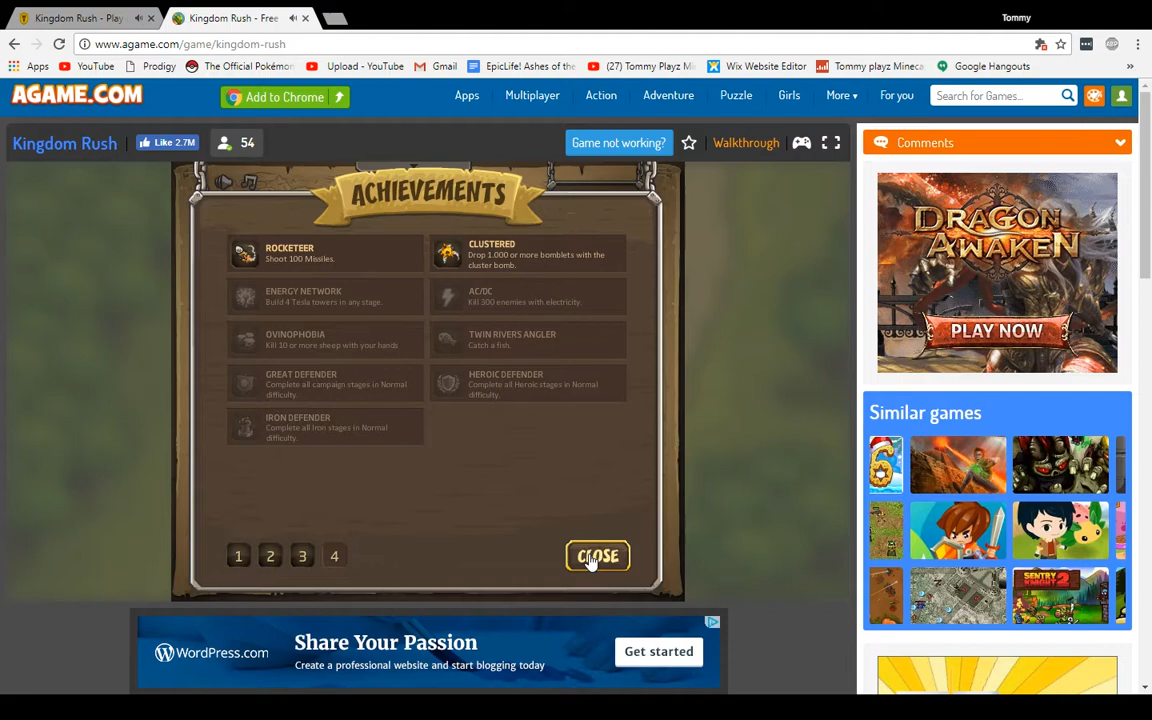 Kingdom Rush - Play
Kingdom Rush - Free
Tommy
www.agame.com/game/kingdom-rush
Apps
YouTube
Prodigy
The Official Pokémon
Upload - YouTube
Gmail
EpicLife! Ashes of the
(27) Tommy Playz Mi
Wix Website Editor
Tommy playz Mineca
Google Hangouts
»
AGAME.COM
Add to Chrome
Apps
Multiplayer
Action
Adventure
Puzzle
Girls
More
For you
Search for Games...
Kingdom Rush
Like 2.7M
54
Game not working?
Walkthrough
Comments
ACHIEVEMENTS
ROCKETEER
Shoot 100 Missiles.
CLUSTERED
Drop 1.000 or more bomblets with the
cluster bomb.
ENERGY NETWORK
Build 4 Tesla towers in any stage.
AC/DC
Kill 300 enemies with electricity.
OVINOPHOBIA
Kill 10 or more sheep with your hands
TWIN RIVERS ANGLER
Catch a fish.
GREAT DEFENDER
Complete all campaign stages in Normal
difficulty.
HEROIC DEFENDER
Complete all Heroic stages in Normal
difficulty.
IRON DEFENDER
Complete all Iron stages in Normal
difficulty.
1 2 3 4
CLOSE
DRAGON
AWAKEN
PLAY NOW
Similar games
6
SENTRY
KNIGHT 2
WordPress.com
Share Your Passion
Create a professional website and start blogging today
Get started